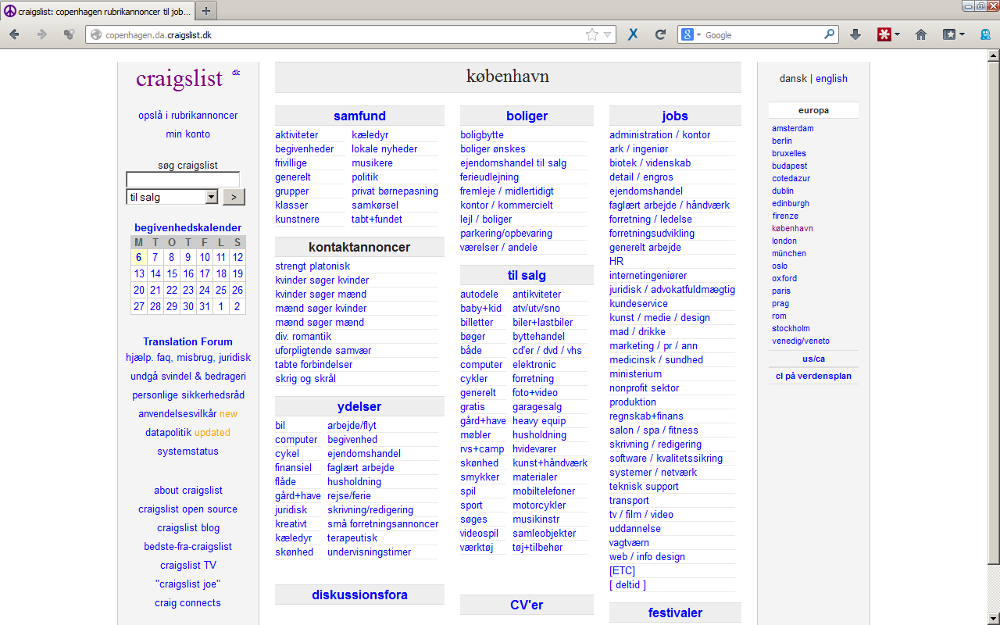 craigslist: copenhagen rubrikannoncer til job...
copenhagen.da.craigslist.dk
Google
craigslist dk
opslå i rubrikannoncer
min konto
søg craigslist
til salg >
begivenhedskalender
M T O T F L S
6 7 8 9 10 11 12
13 14 15 16 17 18 19
20 21 22 23 24 25 26
27 28 29 30 31 1 2
Translation Forum
hjælp. faq, misbrug, juridisk
undgå svindel & bedrageri
personlige sikkerhedsråd
anvendelsesvilkår new
datapolitik updated
systemstatus
about craigslist
craigslist open source
craigslist blog
bedste-fra-craigslist
craigslist TV
"craigslist joe"
craig connects
københavn
samfund
aktiviteter kæledyr
begivenheder lokale nyheder
frivillige musikere
generelt politik
grupper privat børnepasning
klasser samkørsel
kunstnere tabt+fundet
kontaktannoncer
strengt platonisk
kvinder søger kvinder
kvinder søger mænd
mænd søger kvinder
mænd søger mænd
div. romantik
uforpligtende samvær
tabte forbindelser
skrig og skrål
ydelser
bil arbejde/flyt
computer begivenhed
cykel ejendomshandel
finansiel faglært arbejde
flåde husholdning
gård+have rejse/ferie
juridisk skrivning/redigering
kreativt små forretningsannoncer
kæledyr terapeutisk
skønhed undervisningstimer
diskussionsfora
boliger
boligbytte
boliger ønskes
ejendomshandel til salg
ferieudlejning
fremleje / midlertidigt
kontor / kommercielt
lejl / boliger
parkering/opbevaring
værelser / andele
til salg
autodele antikviteter
baby+kid atv/utv/sno
billetter biler+lastbiler
bøger byttehandel
både cd'er / dvd / vhs
computer elektronic
cykler forretning
generelt foto+video
gratis garagesalg
gård+have heavy equip
møbler husholdning
rvs+camp hvidevarer
skønhed kunst+håndværk
smykker materialer
spil mobiltelefoner
sport motorcykler
søges musikinstr
videospil samleobjekter
værktøj tøj+tilbehør
CV'er
jobs
administration / kontor
ark / ingeniør
biotek / videnskab
detail / engros
ejendomshandel
faglært arbejde / håndværk
forretning / ledelse
forretningsudvikling
generelt arbejde
HR
internetingeniører
juridisk / advokatfuldmægtig
kundeservice
kunst / medie / design
mad / drikke
marketing / pr / ann
medicinsk / sundhed
ministerium
nonprofit sektor
produktion
regnskab+finans
salon / spa / fitness
skrivning / redigering
software / kvalitetssikring
systemer / netværk
teknisk support
transport
tv / film / video
uddannelse
vagtværn
web / info design
[ETC]
[ deltid ]
festivaler
dansk | english
europa
amsterdam
berlin
bruxelles
budapest
cotedazur
dublin
edinburgh
firenze
københavn
london
münchen
oslo
oxford
paris
prag
rom
stockholm
venedig/veneto
us/ca
cl på verdensplan